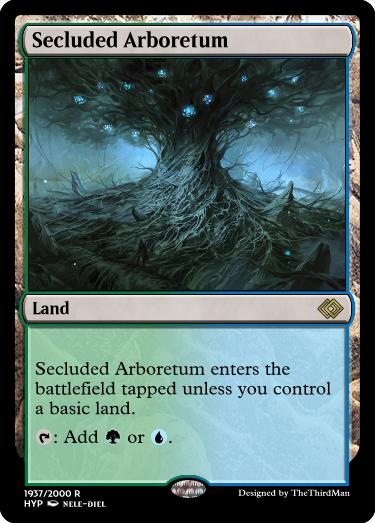 Secluded Arboretum
Land
Secluded Arboretum enters the
battlefield tapped unless you control
a basic land.
: Add or .
1937/2000 R
HYP NELE-DIEL
Designed by TheThirdMan